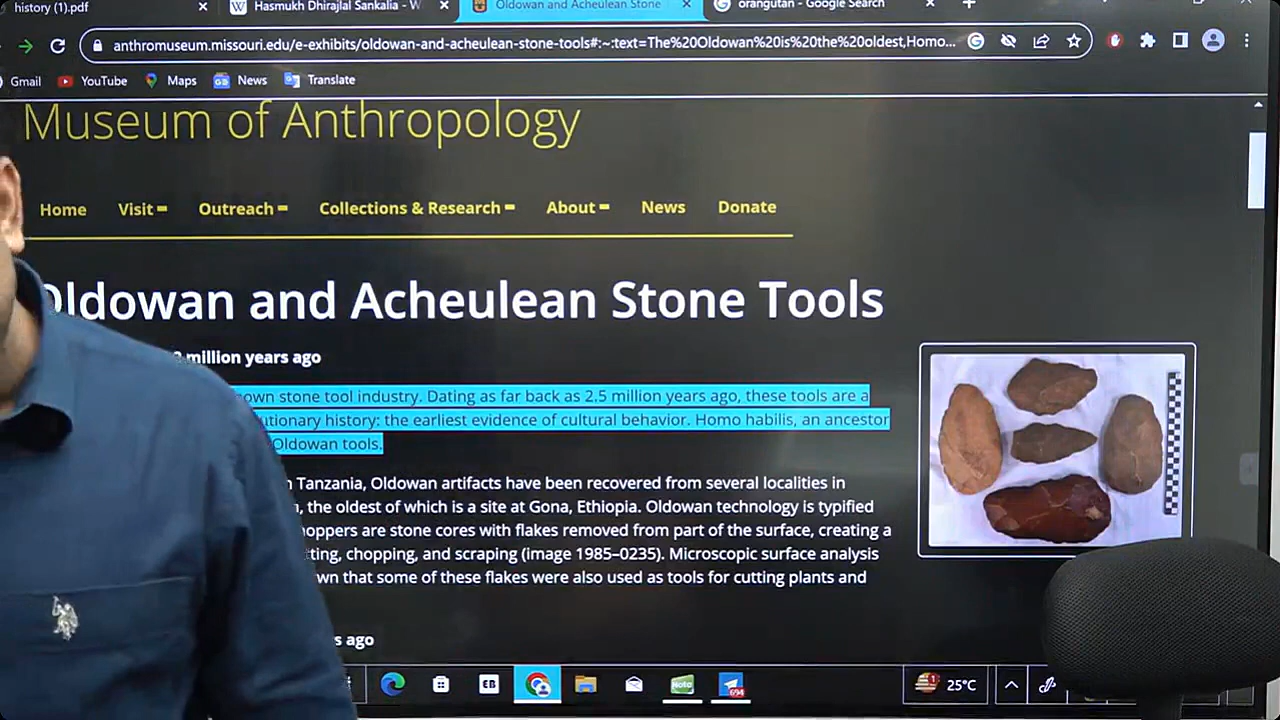 history (1).pdf
Hasmukh Dhirajlal Sankalia - W
Oldowan and Acheulean Stone
orangutan - Google Search
anthromuseum.missouri.edu/e-exhibits/oldowan-and-acheulean-stone-tools#:~:text=The%20Oldowan%20is%20the%20oldest,Homo...
Gmail YouTube Maps News Translate
Museum of Anthropology
Home Visit Outreach Collections & Research About News Donate
Oldowan and Acheulean Stone Tools
million years ago
own stone tool industry. Dating as far back as 2.5 million years ago, these tools are a
utionary history: the earliest evidence of cultural behavior. Homo habilis, an ancestor
Oldowan tools.
Tanzania, Oldowan artifacts have been recovered from several localities in
, the oldest of which is a site at Gona, Ethiopia. Oldowan technology is typified
hoppers are stone cores with flakes removed from part of the surface, creating a
tting, chopping, and scraping (image 1985–0235). Microscopic surface analysis
wn that some of these flakes were also used as tools for cutting plants and
s ago
EB
Note
694
1
25°C